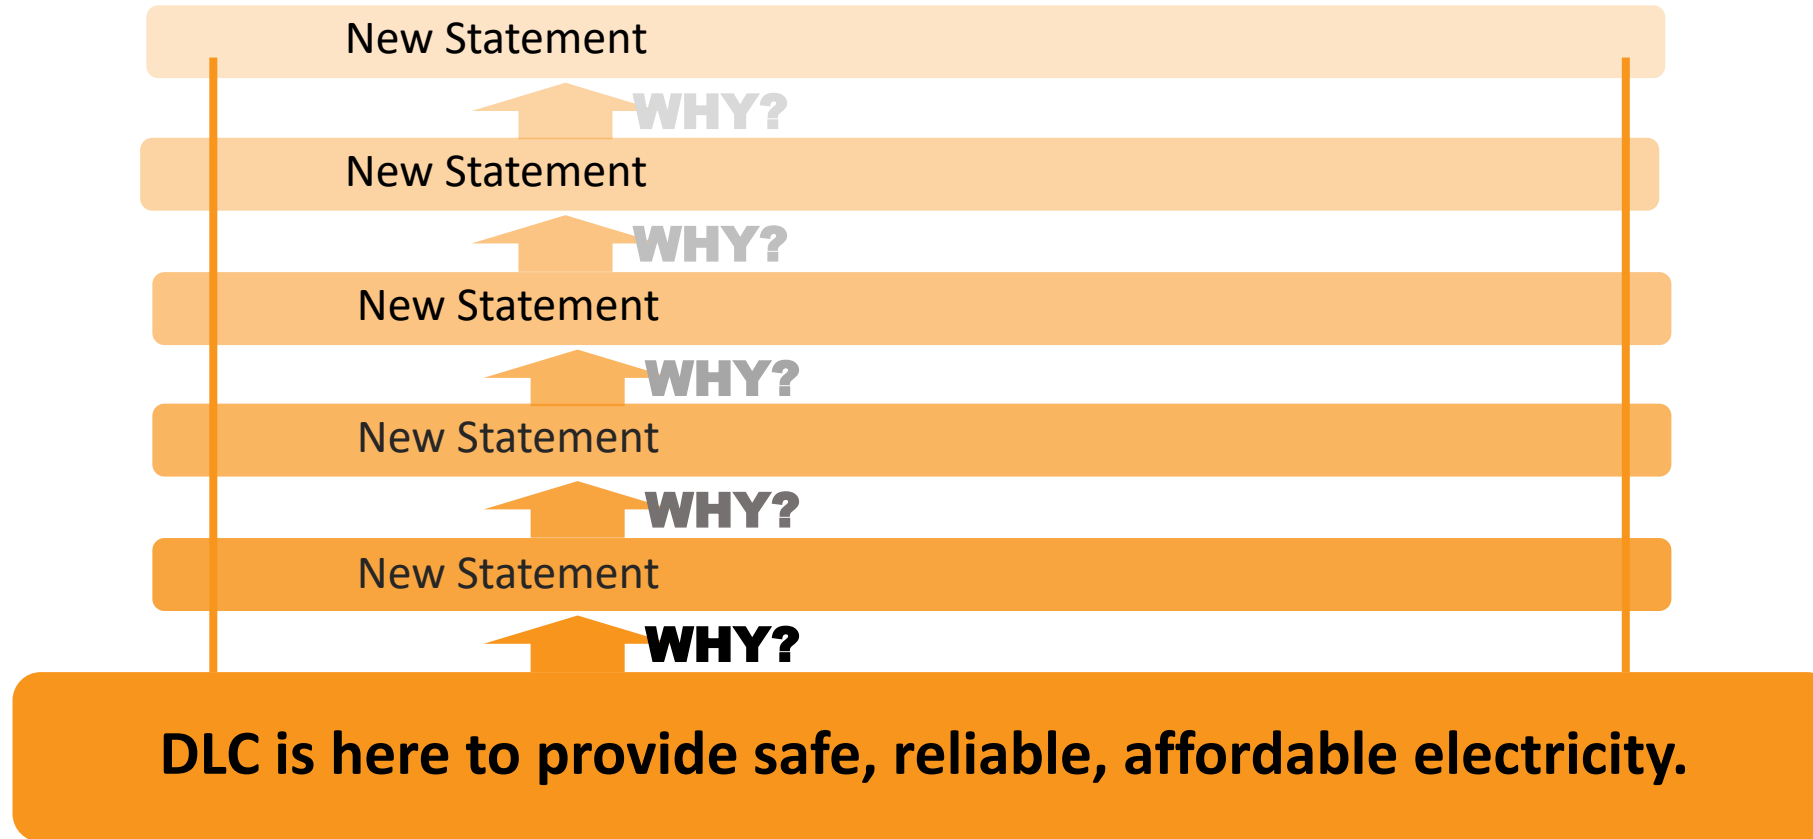 New Statement
WHY?
New Statement
WHY?
New Statement
WHY?
New Statement
WHY?
New Statement
WHY?
DLC is here to provide safe, reliable, affordable electricity.